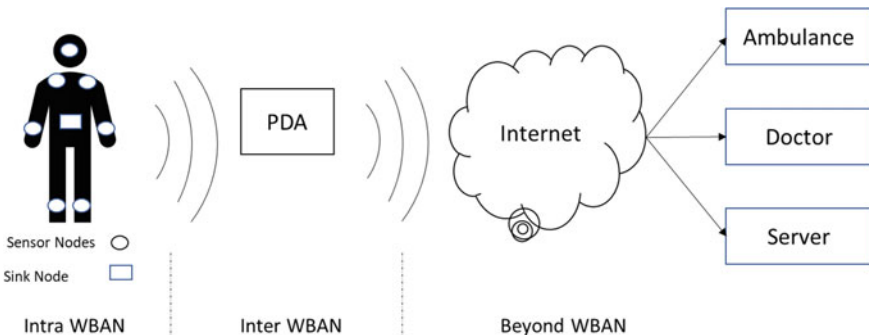 Ambulance
PDA
Internet
Doctor
Server
Sensor Nodes
Sink Node
Intra WBAN
Inter WBAN
Beyond WBAN